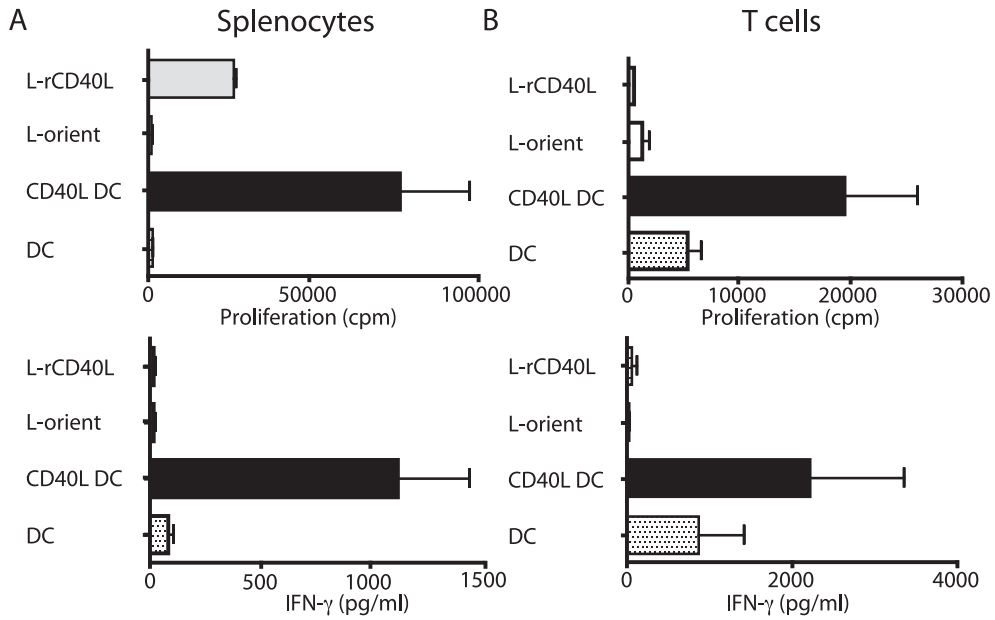 A
Splenocytes
L-rCD40L
L-orient
CD40L DC
DC
0
50000
100000
Proliferation (cpm)
L-rCD40L
L-orient
CD40L DC
DC
0
500
1000
1500
IFN-γ (pg/ml)
B
T cells
L-rCD40L
L-orient
CD40L DC
DC
0
10000
20000
30000
Proliferation (cpm)
L-rCD40L
L-orient
CD40L DC
DC
0
2000
4000
IFN-γ (pg/ml)